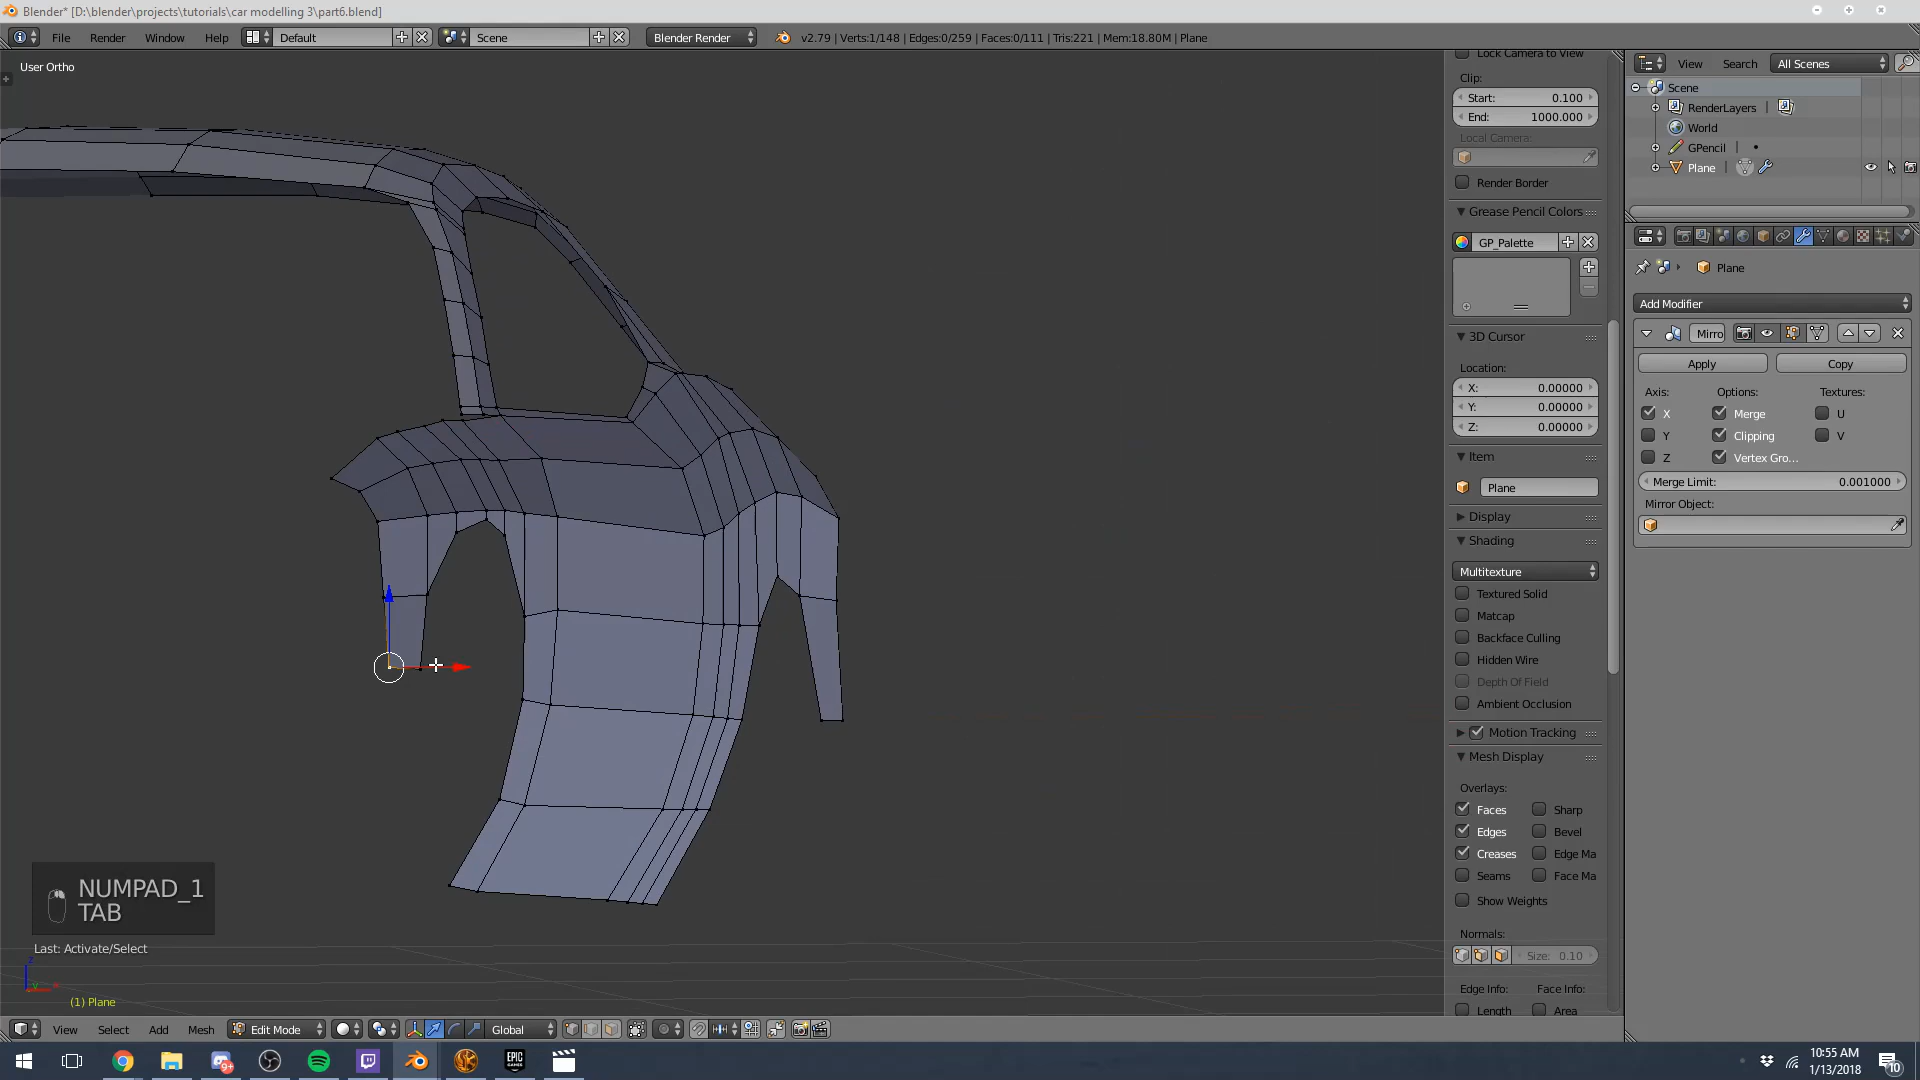 Blender* [D:\blender\projects\tutorials\car modelling 3\part6.blend]
File Render Window Help Default Scene Blender Render v2.79 | Verts:1/148 | Edges:0/259 | Faces:0/111 | Tris:221 | Mem:18.80M | Plane
User Ortho
Lock Camera to View
Clip:
Start: 0.100
End: 1000.000
Local Camera:
Render Border
Grease Pencil Colors
GP_Palette
3D Cursor
Location:
X: 0.00000
Y: 0.00000
Z: 0.00000
Item
Plane
Display
Shading
Multitexture
Textured Solid
Matcap
Backface Culling
Hidden Wire
Depth Of Field
Ambient Occlusion
Motion Tracking
Mesh Display
Overlays:
Faces Sharp
Edges Bevel
Creases Edge Ma
Seams Face Ma
Show Weights
Normals:
Size: 0.10
Edge Info: Face Info:
Length Area
View Search All Scenes
Scene
RenderLayers
World
GPencil
Plane
Plane
Add Modifier
Mirro
Apply Copy
Axis: Options: Textures:
X Merge U
Y Clipping V
Z Vertex Gro...
Merge Limit: 0.001000
Mirror Object:
NUMPAD_1
TAB
Last: Activate/Select
z
y
x
(1) Plane
View Select Add Mesh Edit Mode Global
9+
EPIC
GAMES
10:55 AM
1/13/2018
10